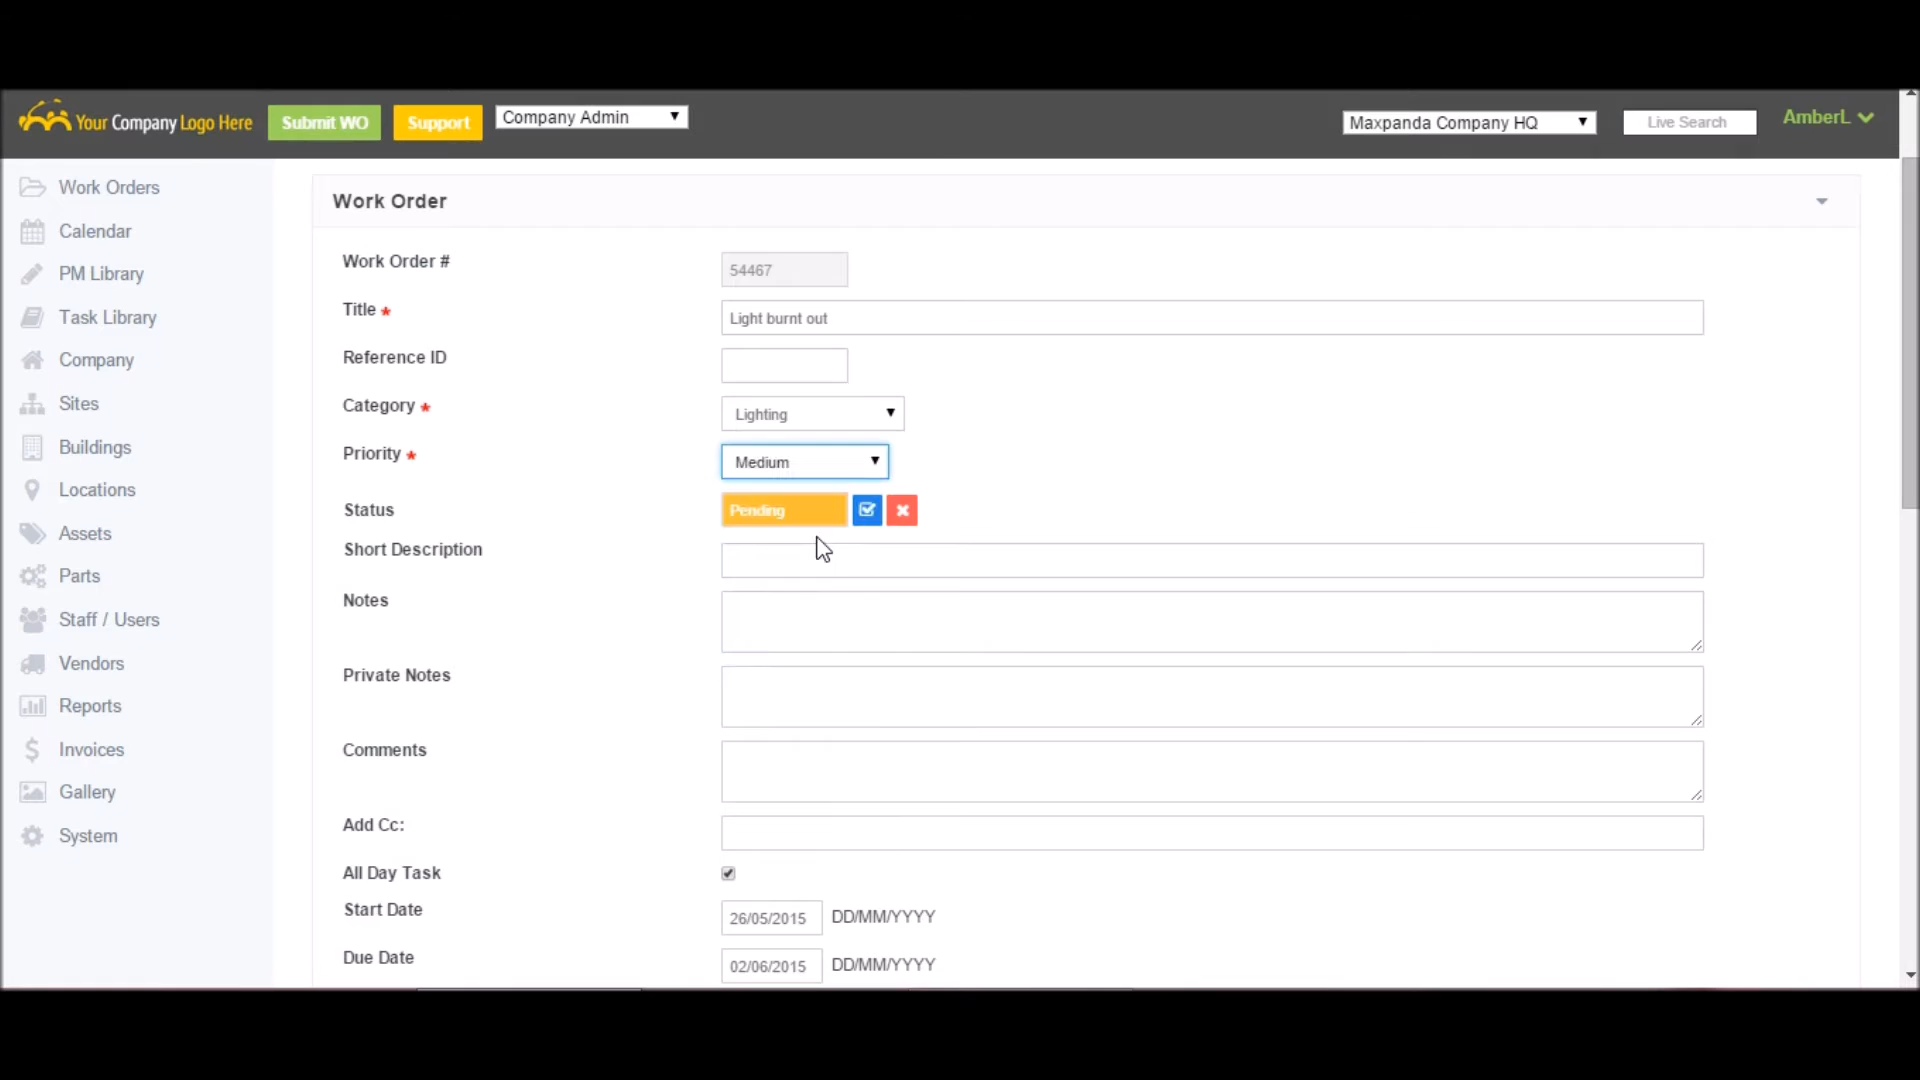 Your Company Logo Here
Submit WO
Support
Company Admin
Maxpanda Company HQ
Live Search
AmberL
Work Orders
Calendar
PM Library
Task Library
Company
Sites
Buildings
Locations
Assets
Parts
Staff / Users
Vendors
Reports
Invoices
Gallery
System
Work Order
Work Order # 54467
Title * Light burnt out
Reference ID
Category * Lighting
Priority * Medium
Status Pending
Short Description
Notes
Private Notes
Comments
Add Cc:
All Day Task
Start Date 26/05/2015 DD/MM/YYYY
Due Date 02/06/2015 DD/MM/YYYY